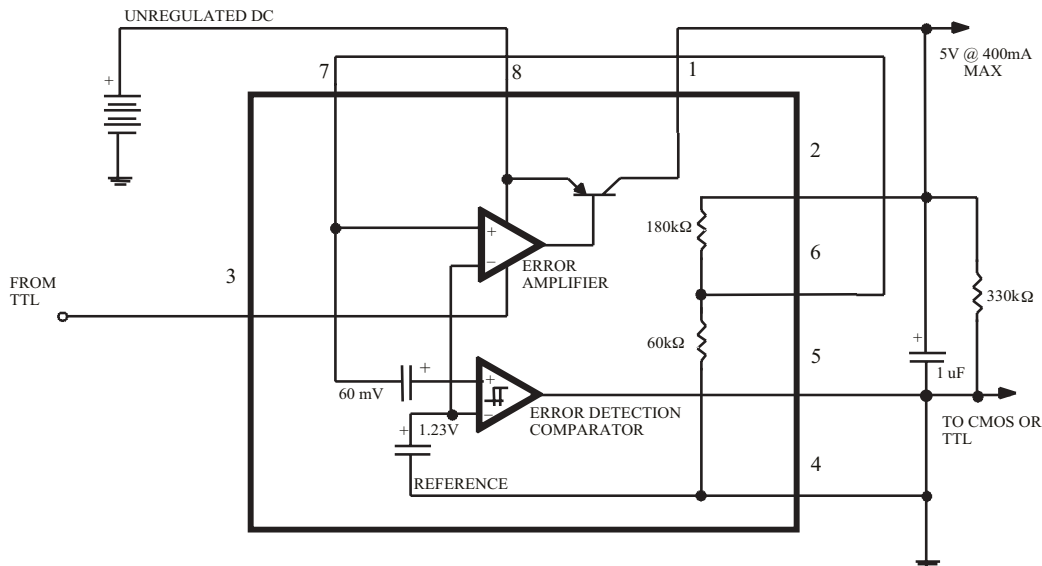 UNREGULATED DC
5V @ 400mA
MAX
7
8
1
+
2
180kΩ
+
−
6
ERROR
AMPLIFIER
3
FROM
TTL
330kΩ
60kΩ
5
+
+
+
1 uF
60 mV
−
ERROR DETECTION
COMPARATOR
+
1.23V
TO CMOS OR
TTL
4
REFERENCE